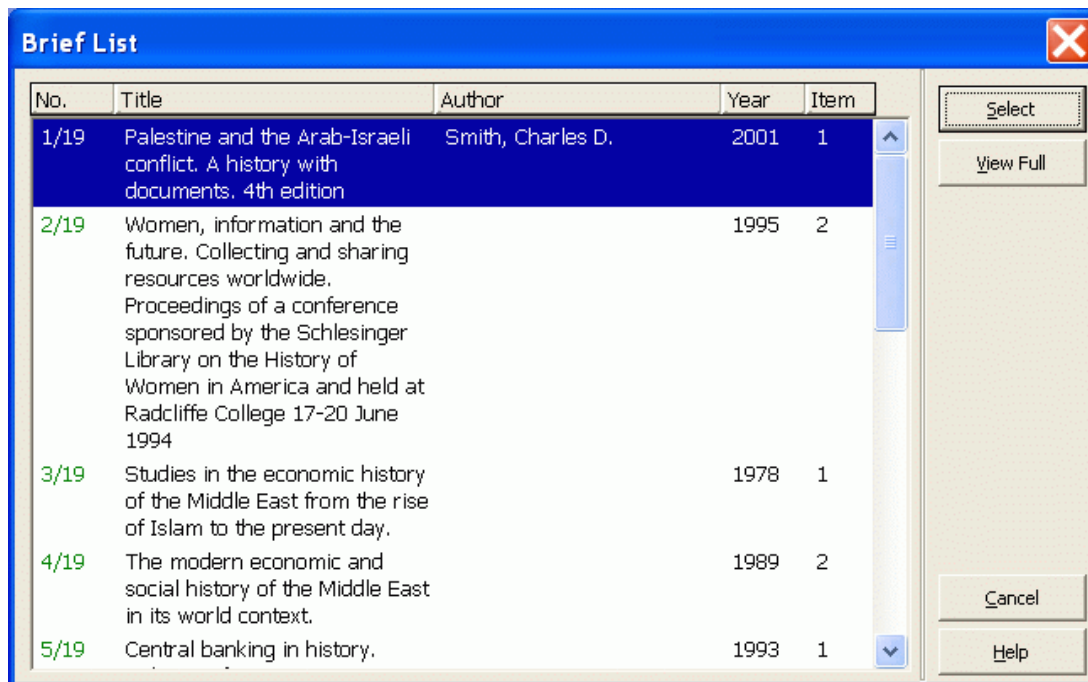 Brief List
No. Title Author Year Item
1/19 Palestine and the Arab-Israeli Smith, Charles D. 2001 1
conflict. A history with
documents. 4th edition
2/19 Women, information and the 1995 2
future. Collecting and sharing
resources worldwide.
Proceedings of a conference
sponsored by the Schlesinger
Library on the History of
Women in America and held at
Radcliffe College 17-20 June
1994
3/19 Studies in the economic history 1978 1
of the Middle East from the rise
of Islam to the present day.
4/19 The modern economic and 1989 2
social history of the Middle East
in its world context.
5/19 Central banking in history. 1993 1
Select
View Full
Cancel
Help